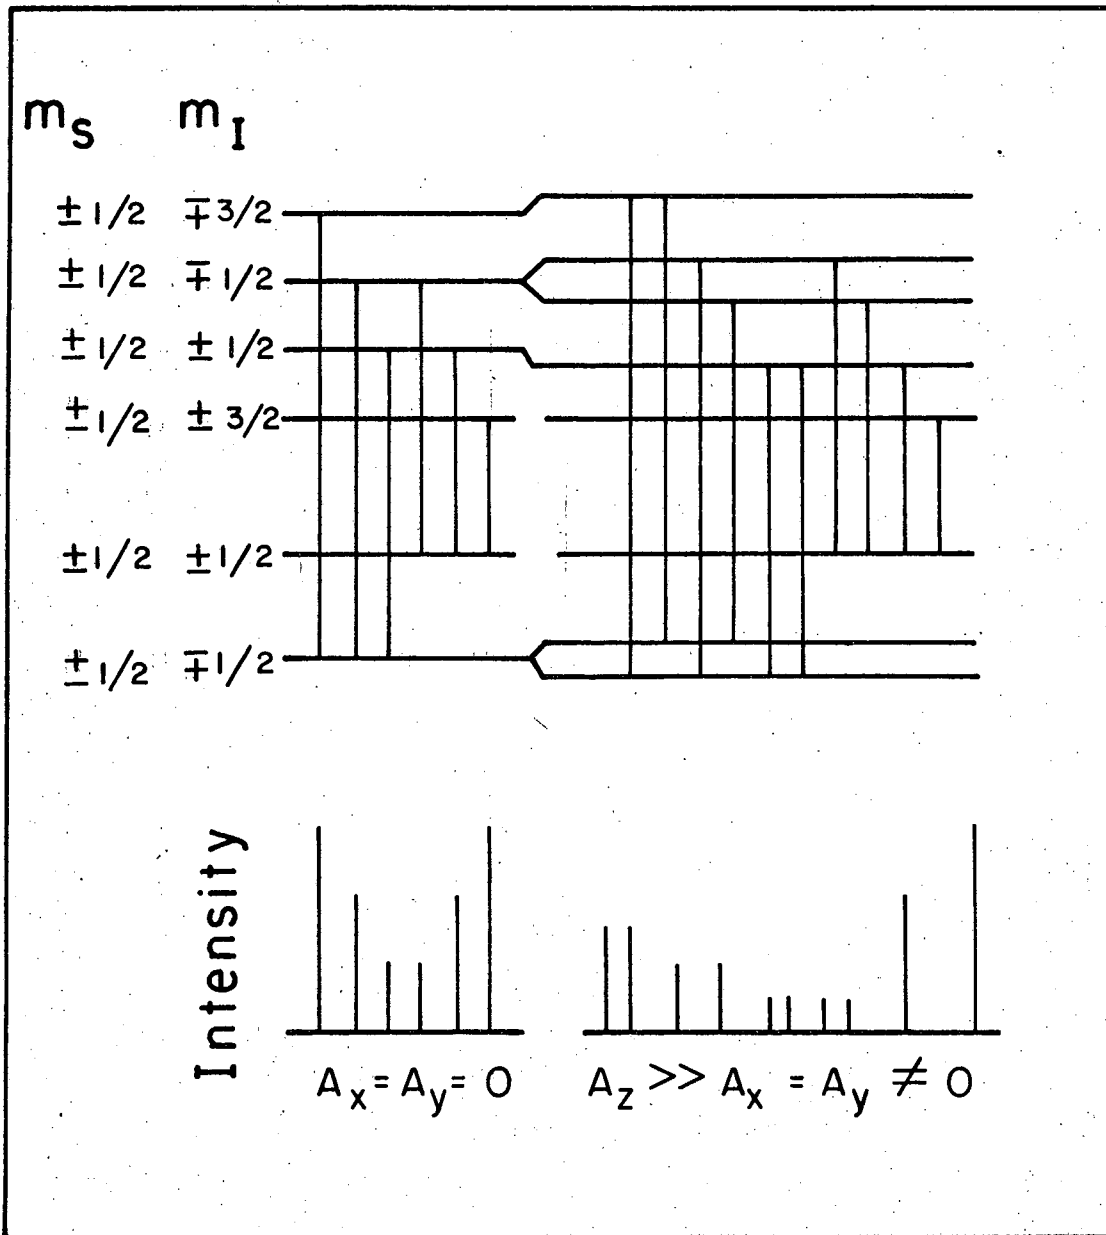 m_S m_I
± 1/2 ∓ 3/2
± 1/2 ∓ 1/2
± 1/2 ± 1/2
± 1/2 ± 3/2
± 1/2 ± 1/2
± 1/2 ∓ 1/2
Intensity
A_x = A_y = 0
A_z >> A_x = A_y ≠ 0